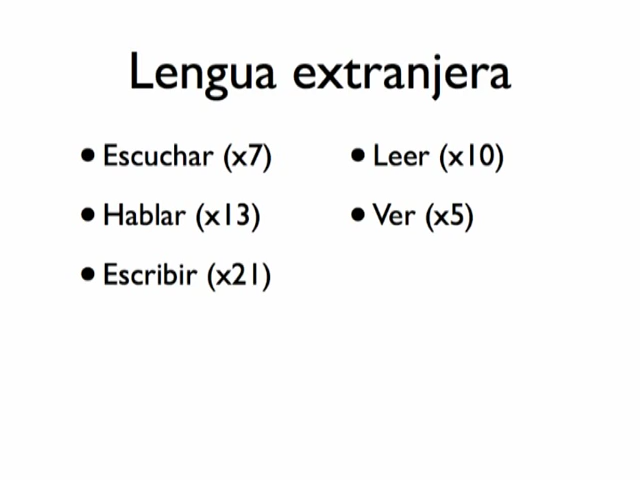 Lengua extranjera
• Escuchar (x7)
• Hablar (x13)
• Escribir (x21)
• Leer (x10)
• Ver (x5)